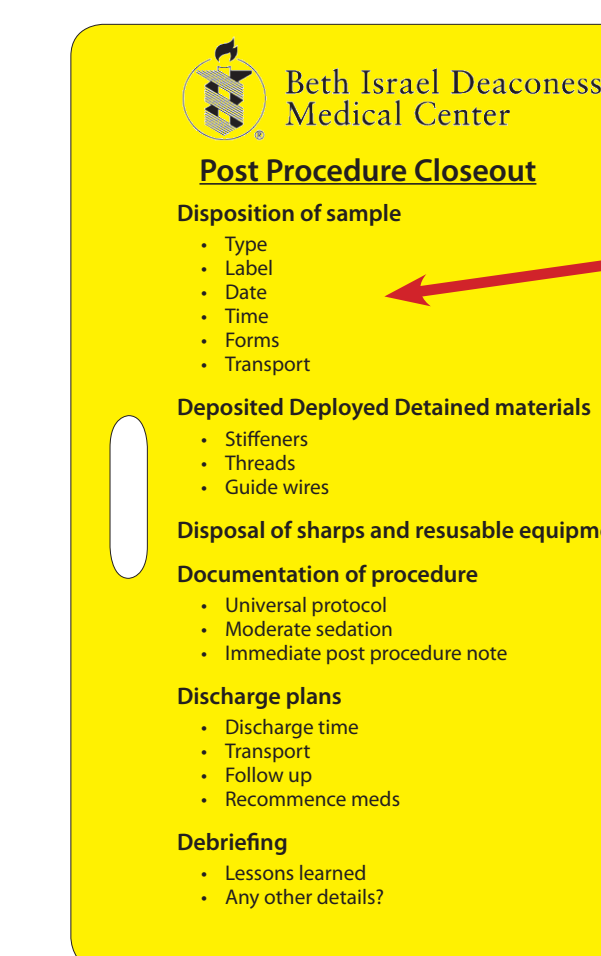 Beth Israel Deaconess
Medical Center
®
Post Procedure Closeout
Disposition of sample
• Type
• Label
• Date
• Time
• Forms
• Transport
Deposited Deployed Detained materials
• Stiffeners
• Threads
• Guide wires
Disposal of sharps and resusable equipm
Documentation of procedure
• Universal protocol
• Moderate sedation
• Immediate post procedure note
Discharge plans
• Discharge time
• Transport
• Follow up
• Recommence meds
Debriefing
• Lessons learned
• Any other details?